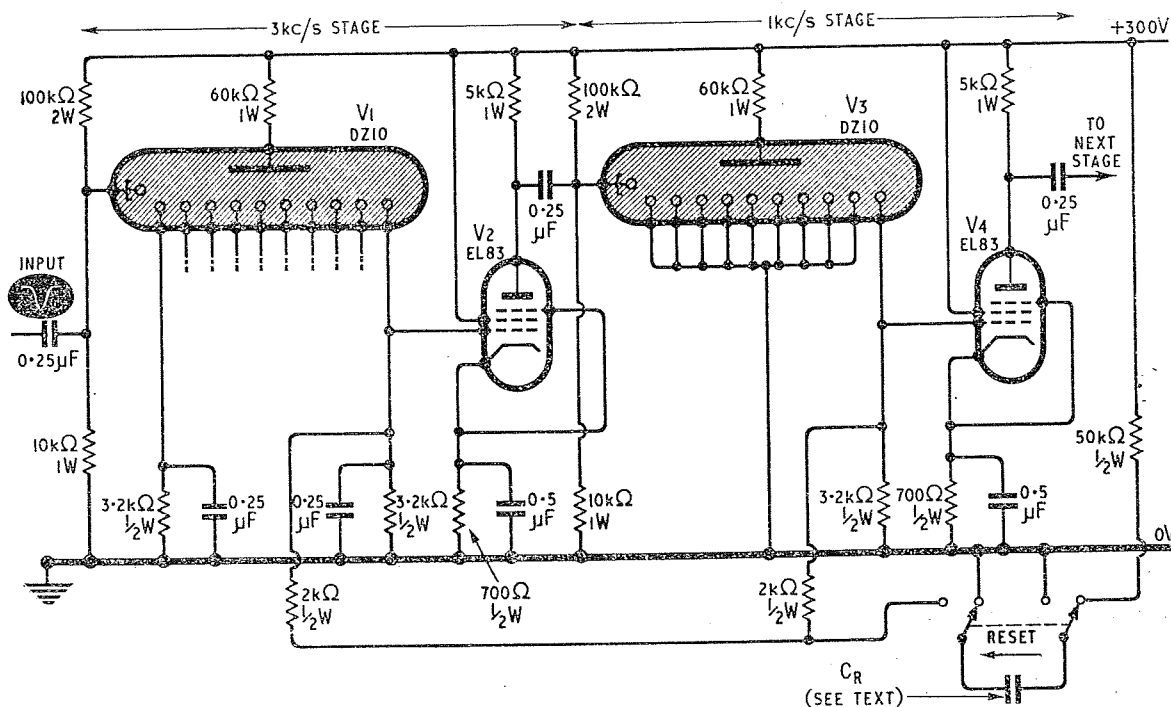 3kc/s STAGE
1kc/s STAGE
+300V
100kΩ
2W
60kΩ
1W
V1
DZ10
5kΩ
1W
100kΩ
2W
60kΩ
1W
V3
DZ10
5kΩ
1W
TO
NEXT
STAGE
0·25
µF
0·25
µF
V2
EL83
V4
EL83
INPUT
0·25µF
10kΩ
1W
3·2kΩ
½W
0·25
µF
0·25
µF
3·2kΩ
½W
0·5
µF
10kΩ
1W
3·2kΩ
½W
700Ω
½W
0·5
µF
50kΩ
½W
0V
2kΩ
½W
700Ω
½W
2kΩ
½W
RESET
CR
(SEE TEXT)